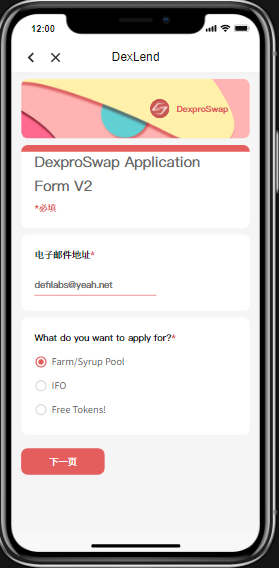 12:00
DexLend
DexproSwap
DexproSwap Application
Form V2
*必填
电子邮件地址*
defilabs@yeah.net
What do you want to apply for?*
Farm/Syrup Pool
IFO
Free Tokens!
下一页